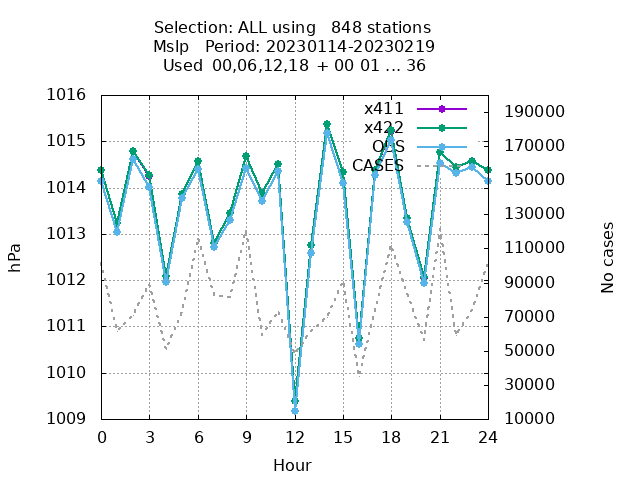 Selection: ALL using   848 stations
Mslp   Period: 20230114-20230219
Used  00,06,12,18 + 00 01 ... 36
1016
1015
1014
1013
1012
1011
1010
1009
hPa
190000
170000
150000
130000
110000
90000
70000
50000
30000
10000
No cases
x411
x422
OBS
CASES
0 3 6 9 12 15 18 21 24
Hour